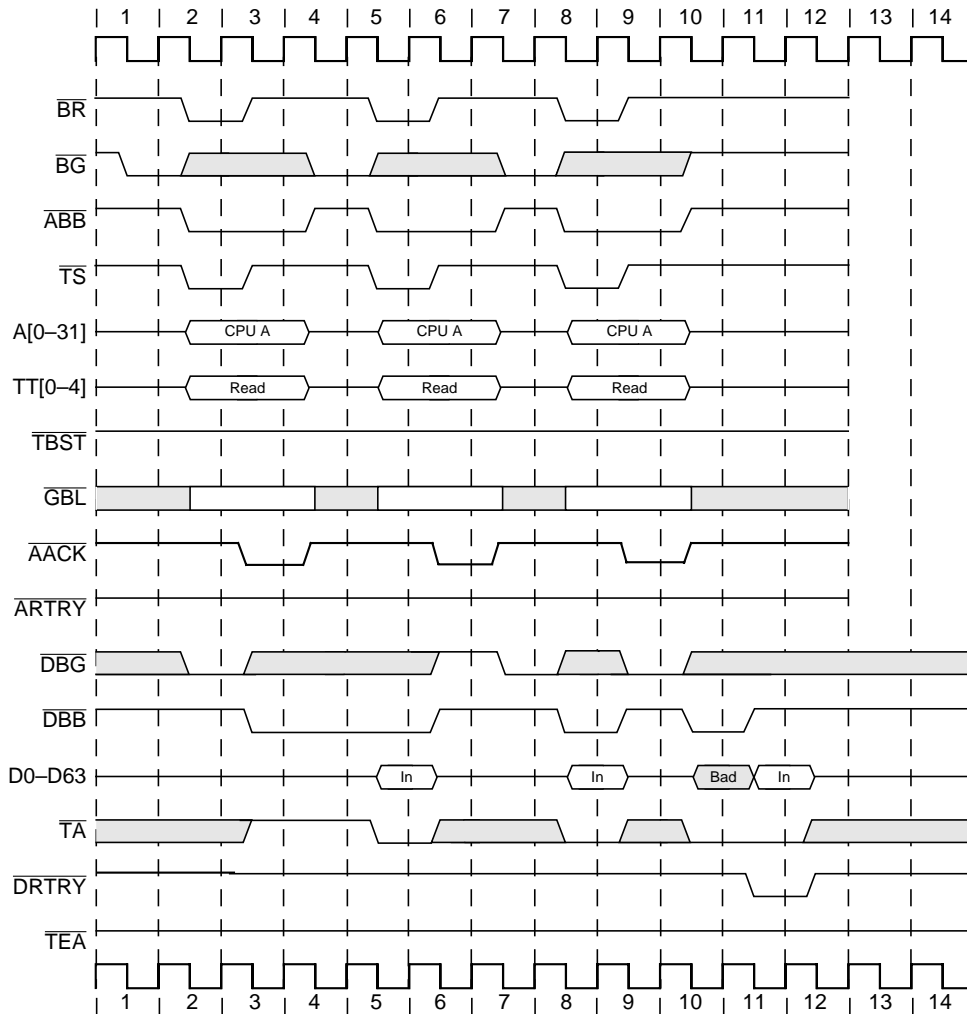 1 2 3 4 5 6 7 8 9 10 11 12 13 14
BR
BG
ABB
TS
A[0–31] CPU A CPU A CPU A
TT[0–4] Read Read Read
TBST
GBL
AACK
ARTRY
DBG
DBB
D0–D63 In In Bad In
TA
DRTRY
TEA
1 2 3 4 5 6 7 8 9 10 11 12 13 14